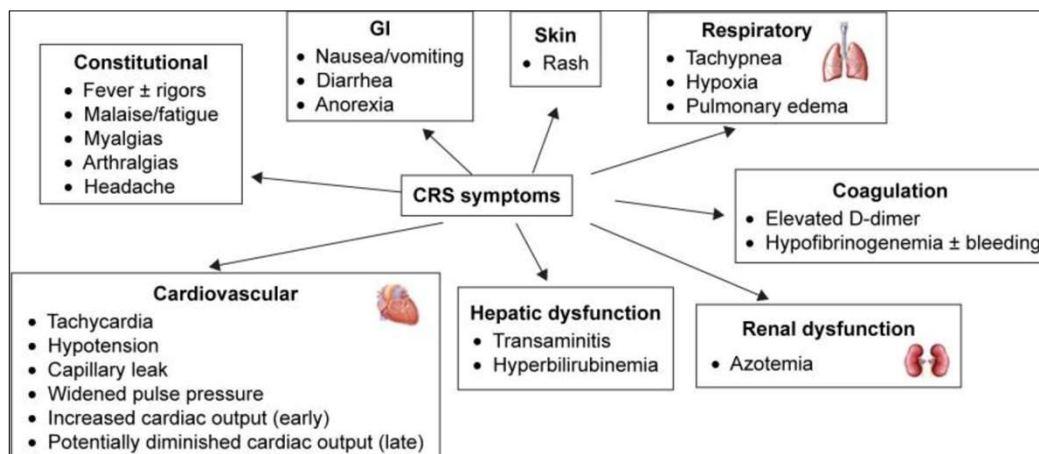 Constitutional
• Fever ± rigors
• Malaise/fatigue
• Myalgias
• Arthralgias
• Headache
GI
• Nausea/vomiting
• Diarrhea
• Anorexia
Skin
• Rash
Respiratory
• Tachypnea
• Hypoxia
• Pulmonary edema
CRS symptoms
Coagulation
• Elevated D-dimer
• Hypofibrinogenemia ± bleeding
Cardiovascular
• Tachycardia
• Hypotension
• Capillary leak
• Widened pulse pressure
• Increased cardiac output (early)
• Potentially diminished cardiac output (late)
Hepatic dysfunction
• Transaminitis
• Hyperbilirubinemia
Renal dysfunction
• Azotemia